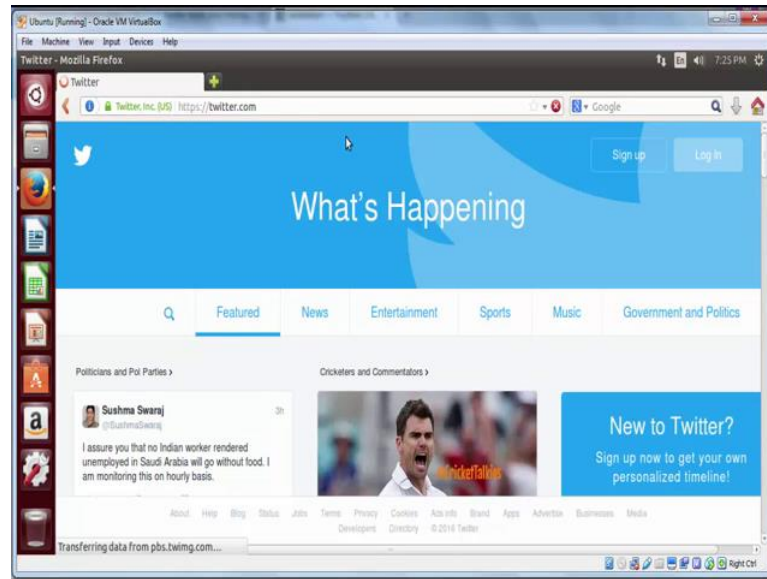 Ubuntu [Running] - Oracle VM VirtualBox
File Machine View Input Devices Help
Twitter - Mozilla Firefox
En 7:25 PM
Twitter
Twitter, Inc. (US) https://twitter.com
Google
Sign up
Log In
What's Happening
Featured News Entertainment Sports Music Government and Politics
Politicians and Pol Parties ›
Cricketers and Commentators ›
Sushma Swaraj 3h
@SushmaSwaraj
I assure you that no Indian worker rendered
unemployed in Saudi Arabia will go without food. I
am monitoring this on hourly
basis.
#CricketTalkies
New to Twitter?
Sign up now to get your own
personalized timeline!
About Help Blog Status Jobs Terms Privacy Cookies Ads info Brand Apps Advertise Businesses Media
Developers Directory © 2016 Twitter
Transferring data from pbs.twimg.com...
Right Ctrl